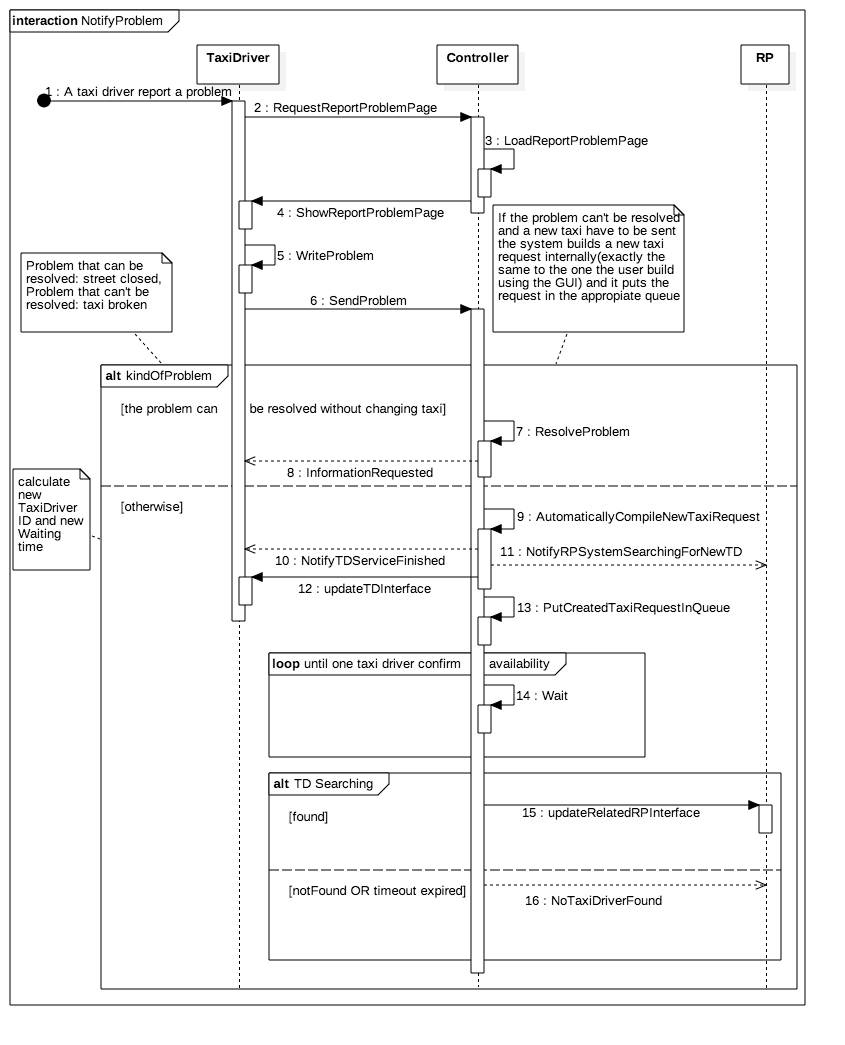 interaction NotifyProblem
TaxiDriver
Controller
RP
1 : A taxi driver report a problem
2 : RequestReportProblemPage
3 : LoadReportProblemPage
4 : ShowReportProblemPage
If the problem can't be resolved
and a new taxi have to be sent
the system builds a new taxi
request internally(exactly the
same to the one the user build
using the GUI) and it puts the
request in the appropiate queue
5 : WriteProblem
Problem that can be
resolved: street closed,
Problem that can't be
resolved: taxi broken
6 : SendProblem
alt kindOfProblem
[the problem can be resolved without changing taxi]
7 : ResolveProblem
8 : InformationRequested
calculate
new
TaxiDriver
ID and new
Waiting
time
[otherwise]
9 : AutomaticallyCompileNewTaxiRequest
10 : NotifyTDServiceFinished
11 : NotifyRPSystemSearchingForNewTD
12 : updateTDInterface
13 : PutCreatedTaxiRequestInQueue
loop until one taxi driver confirm availability
14 : Wait
alt TD Searching
[found]
15 : updateRelatedRPInterface
[notFound OR timeout expired]
16 : NoTaxiDriverFound